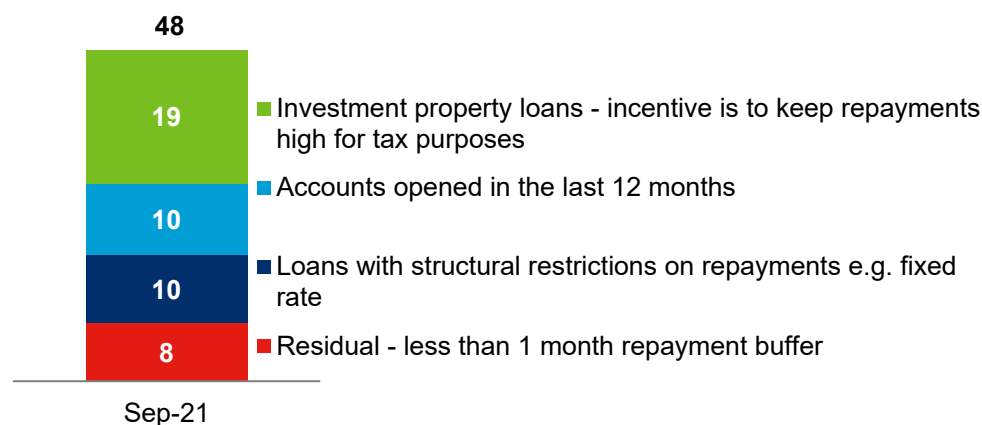 48
19
Investment property loans - incentive is to keep repayments
high for tax purposes
10
Accounts opened in the last 12 months
10
Loans with structural restrictions on repayments e.g. fixed
rate
8
Residual - less than 1 month repayment buffer
Sep-21